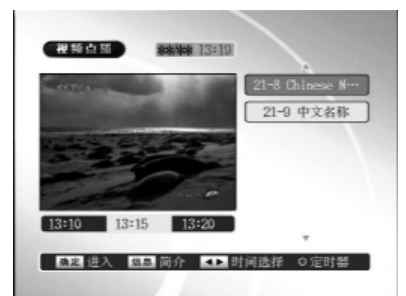 视频点播 **/** 13:19
21-8 Chinese N…
21-9 中文名称
13:10 13:15 13:20
确定 进入 信息 简介 ◀▶ 时间选择 ○ 定时器